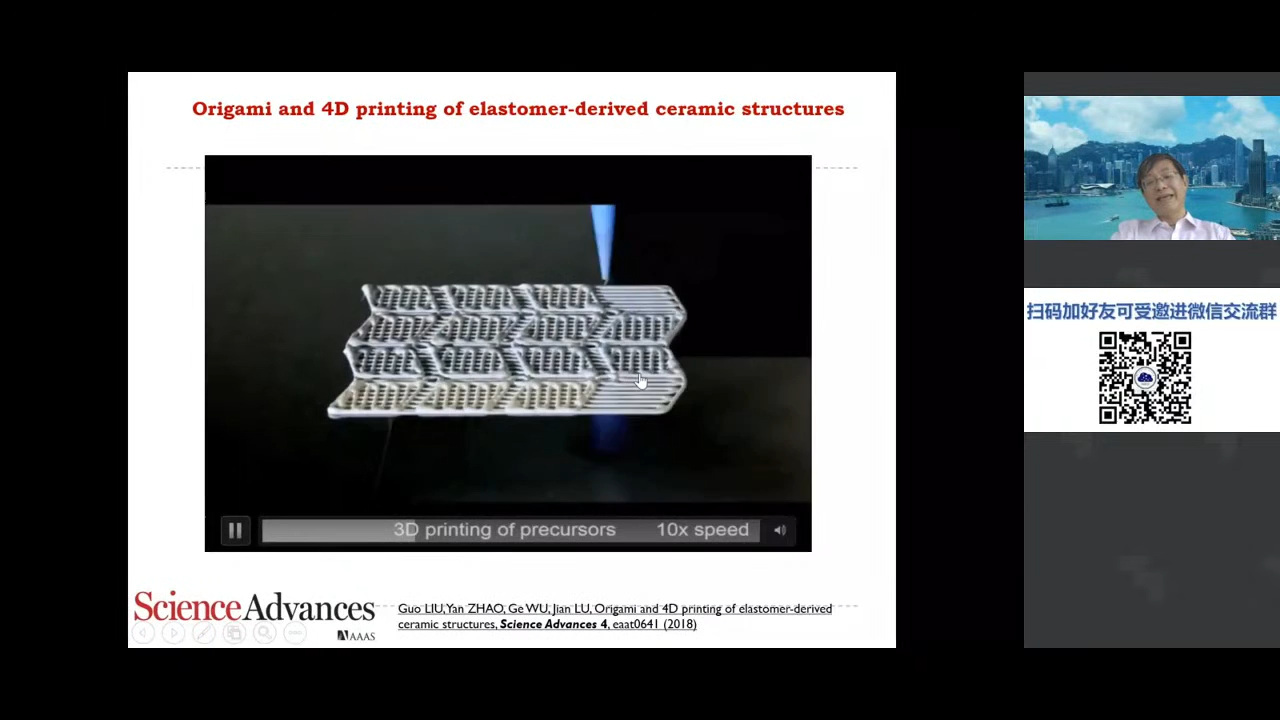 Origami and 4D printing of elastomer-derived ceramic structures
3D printing of precursors 10x speed
扫码加好友可受邀进微信交流群
ScienceAdvances
AAAS
Guo LIU, Yan ZHAO, Ge WU, Jian LU, Origami and 4D printing of elastomer-derived
ceramic structures, Science Advances 4, eaat0641 (2018)